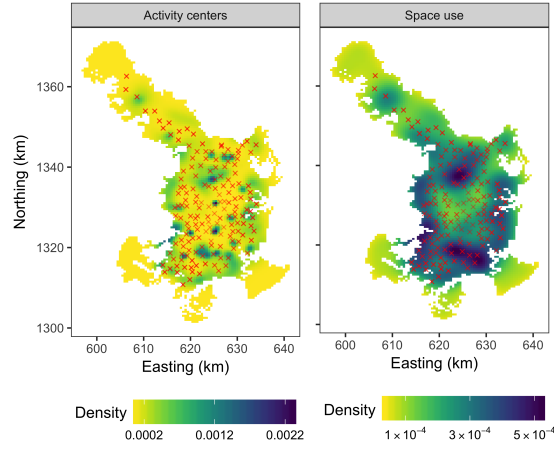 Activity centers
Space use
1360
1340
1320
1300
Northing (km)
600 610 620 630 640
600 610 620 630 640
Easting (km)
Easting (km)
Density
0.0002 0.0012 0.0022
Density
1×10⁻⁴ 3×10⁻⁴ 5×10⁻⁴